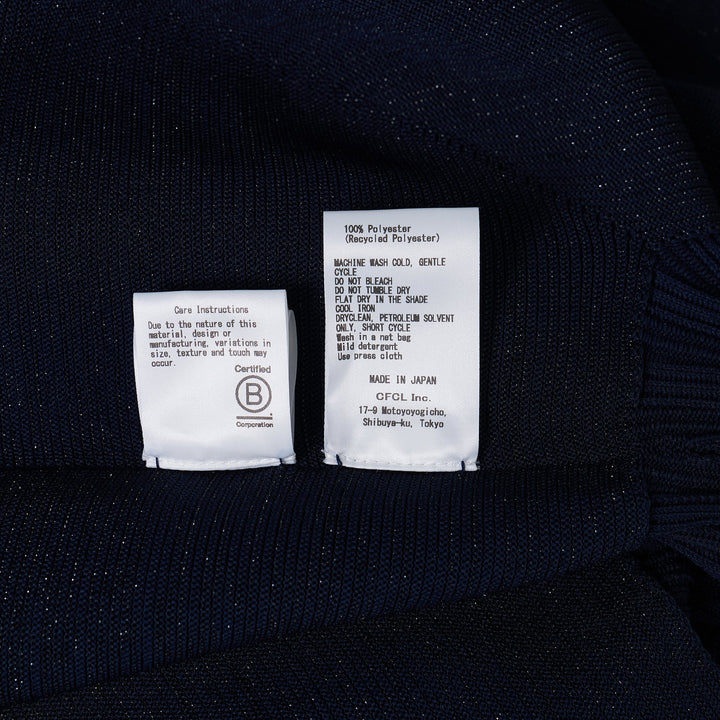 Care Instructions
Due to the nature of this
material, design or
manufacturing, variations in
size, texture and touch may
occur.
Certified
B
Corporation
100% Polyester
(Recycled Polyester)
MACHINE WASH COLD, GENTLE
CYCLE
DO NOT BLEACH
DO NOT TUMBLE DRY
FLAT DRY IN THE SHADE
COOL IRON
DRYCLEAN, PETROLEUM SOLVENT
ONLY, SHORT CYCLE
Wash in a net bag
Mild detergent
Use press cloth
MADE IN JAPAN
CFCL Inc.
17-9 Motoyoyogicho,
Shibuya-ku, Tokyo